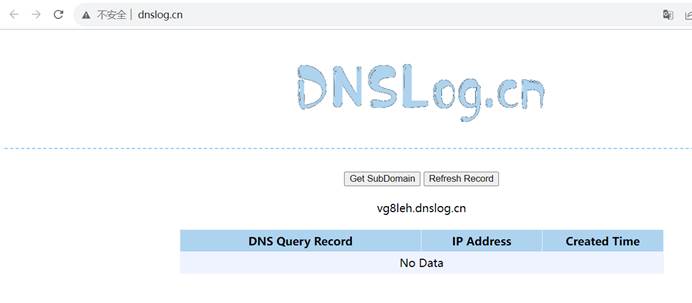 不安全 dnslog.cn
DNSLog.cn
Get SubDomain Refresh Record
vg8leh.dnslog.cn
DNS Query Record IP Address Created Time
No Data